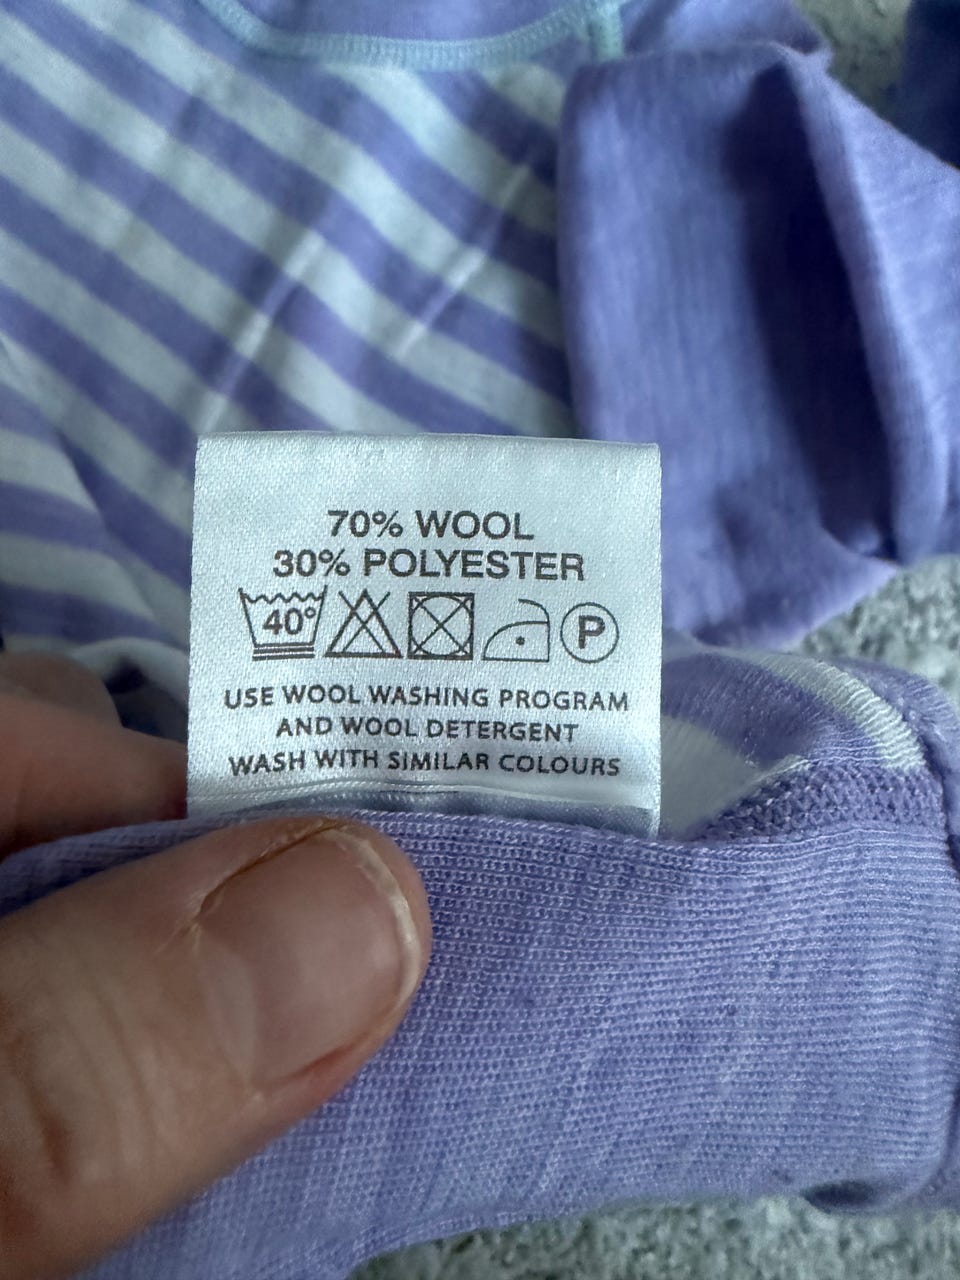 70% WOOL
30% POLYESTER
40° P
USE WOOL WASHING PROGRAM
AND WOOL DETERGENT
WASH WITH SIMILAR COLOURS